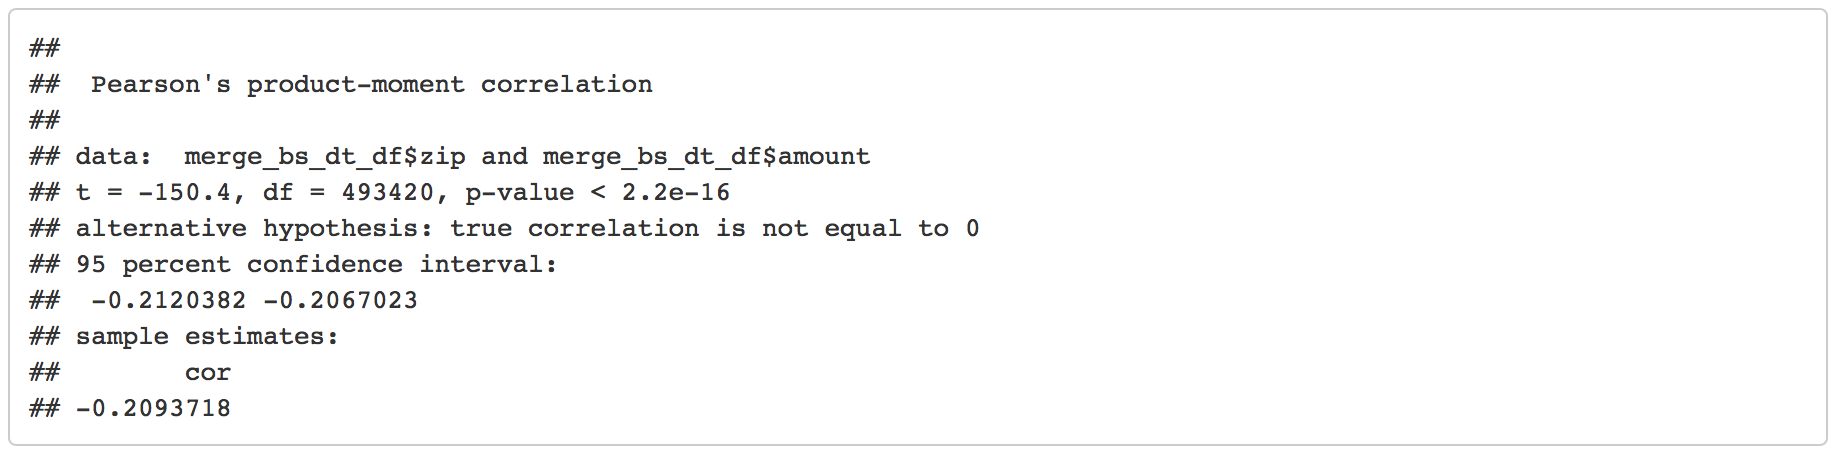 ##
##  Pearson's product-moment correlation
##
## data:  merge_bs_dt_df$zip and merge_bs_dt_df$amount
## t = -150.4, df = 493420, p-value < 2.2e-16
## alternative hypothesis: true correlation is not equal to 0
## 95 percent confidence interval:
##  -0.2120382 -0.2067023
## sample estimates:
##        cor
## -0.2093718